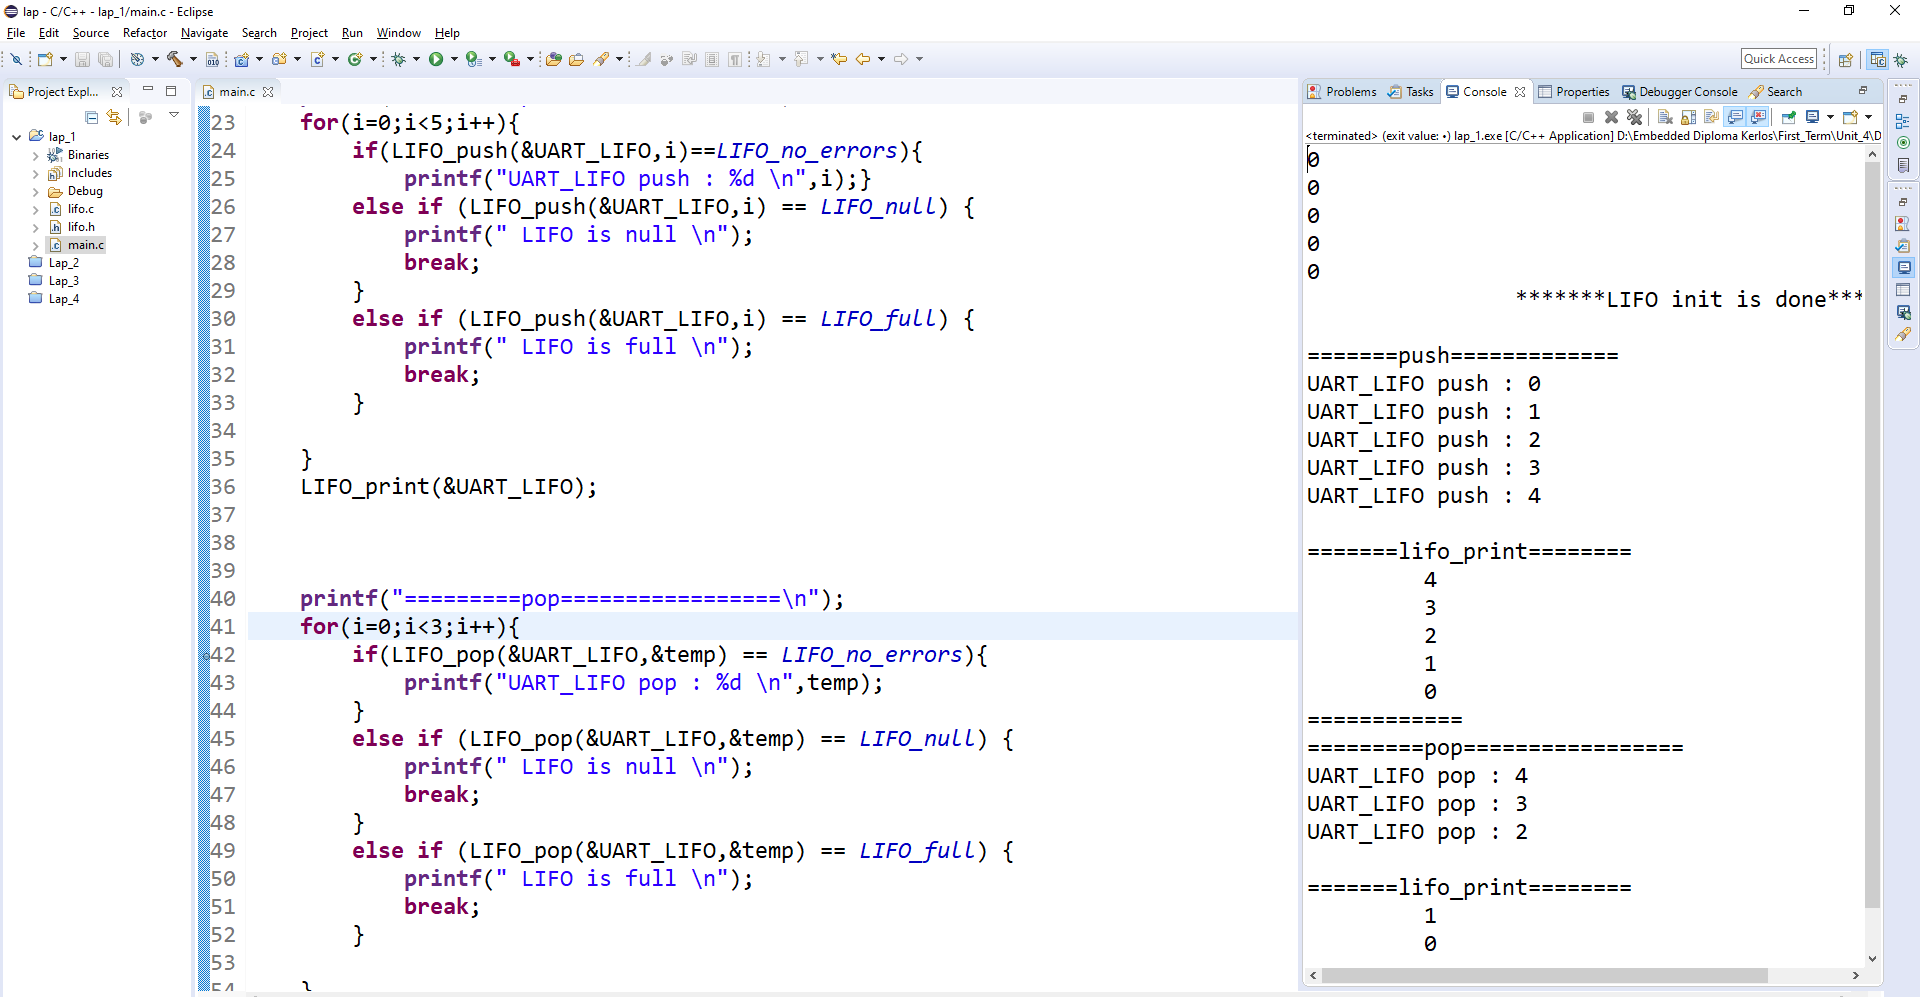 lap - C/C++ - lap_1/main.c - Eclipse
File Edit Source Refactor Navigate Search Project Run Window Help
Quick Access
Project Expl...
lap_1
Binaries
Includes
Debug
lifo.c
lifo.h
main.c
Lap_2
Lap_3
Lap_4
main.c
23 for(i=0;i<5;i++){
24 if(LIFO_push(&UART_LIFO,i)==LIFO_no_errors){
25 printf("UART_LIFO push : %d \n",i);}
26 else if (LIFO_push(&UART_LIFO,i) == LIFO_null) {
27 printf(" LIFO is null \n");
28 break;
29 }
30 else if (LIFO_push(&UART_LIFO,i) == LIFO_full) {
31 printf(" LIFO is full \n");
32 break;
33 }
34
35 }
36 LIFO_print(&UART_LIFO);
37
38
39
40 printf("=========pop=================\n");
41 for(i=0;i<3;i++){
42 if(LIFO_pop(&UART_LIFO,&temp) == LIFO_no_errors){
43 printf("UART_LIFO pop : %d \n",temp);
44 }
45 else if (LIFO_pop(&UART_LIFO,&temp) == LIFO_null) {
46 printf(" LIFO is null \n");
47 break;
48 }
49 else if (LIFO_pop(&UART_LIFO,&temp) == LIFO_full) {
50 printf(" LIFO is full \n");
51 break;
52 }
53
54 }
Problems Tasks Console Properties Debugger Console Search
<terminated> (exit value: •) lap_1.exe [C/C++ Application] D:\Embedded Diploma Kerlos\First_Term\Unit_4\D
0
0
0
0
0
*******LIFO init is done***
=======push=============
UART_LIFO push : 0
UART_LIFO push : 1
UART_LIFO push : 2
UART_LIFO push : 3
UART_LIFO push : 4
=======lifo_print========
4
3
2
1
0
============
=========pop=================
UART_LIFO pop : 4
UART_LIFO pop : 3
UART_LIFO pop : 2
=======lifo_print========
1
0